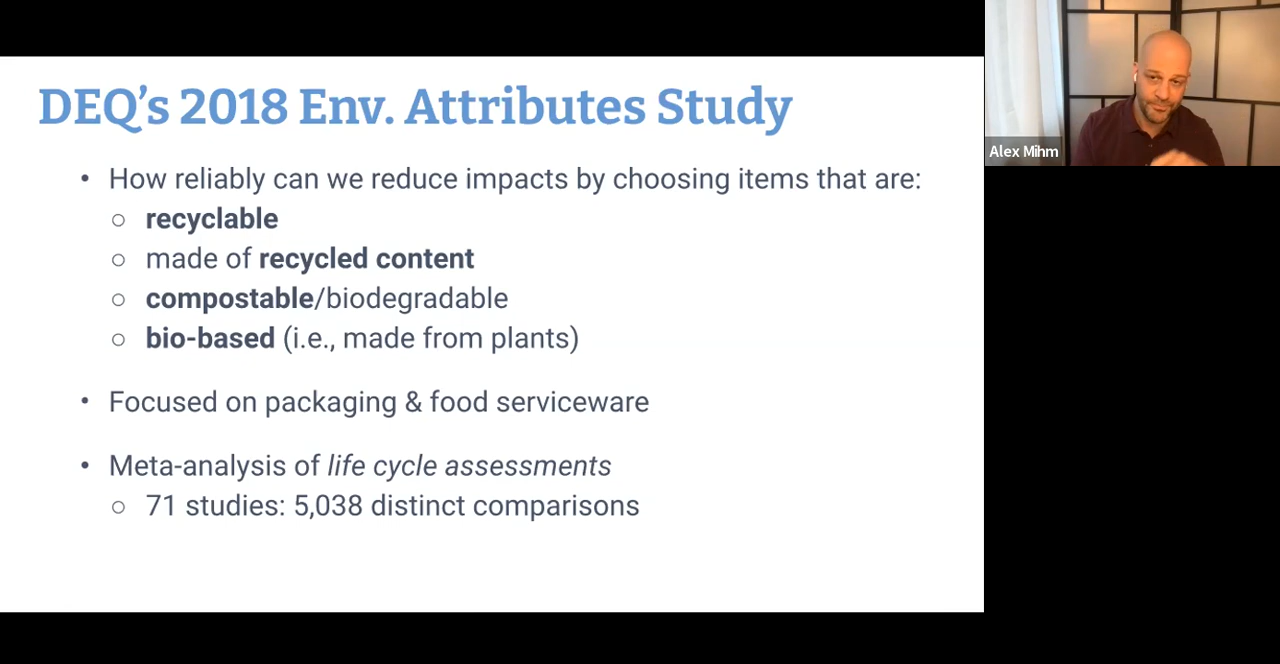 DEQ’s 2018 Env. Attributes Study
• How reliably can we reduce impacts by choosing items that are:
○ recyclable
○ made of recycled content
○ compostable/biodegradable
○ bio-based (i.e., made from plants)
• Focused on packaging & food serviceware
• Meta-analysis of life cycle assessments
○ 71 studies: 5,038 distinct comparisons
Alex Mihm